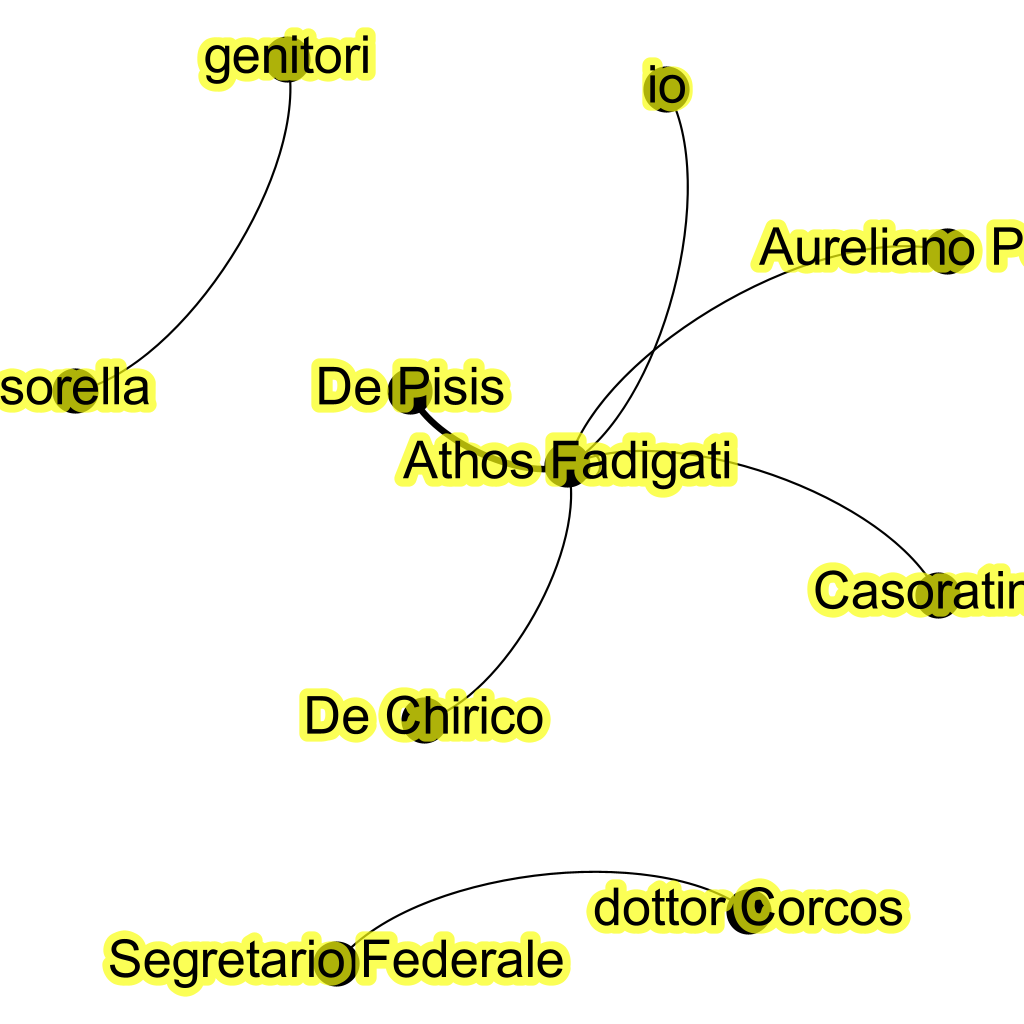 genitori
io
Aureliano P
sorella
De Pisis
Athos Fadigati
Casoratin
De Chirico
dottor Corcos
Segretario Federale